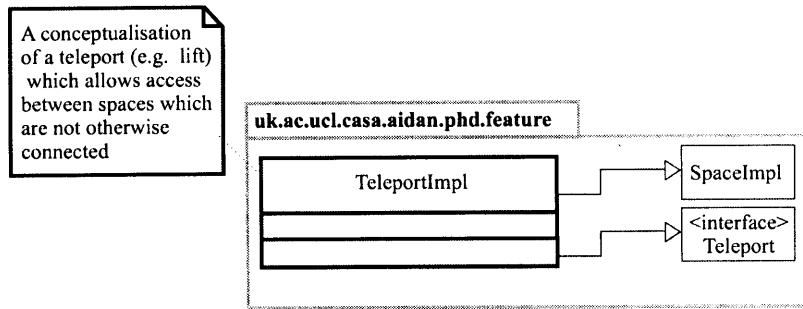 A conceptualisation
of a teleport (e.g. lift)
which allows access
between spaces which
are not otherwise
connected
uk.ac.ucl.casa.aidan.phd.feature
TeleportImpl
SpaceImpl
<interface>
Teleport